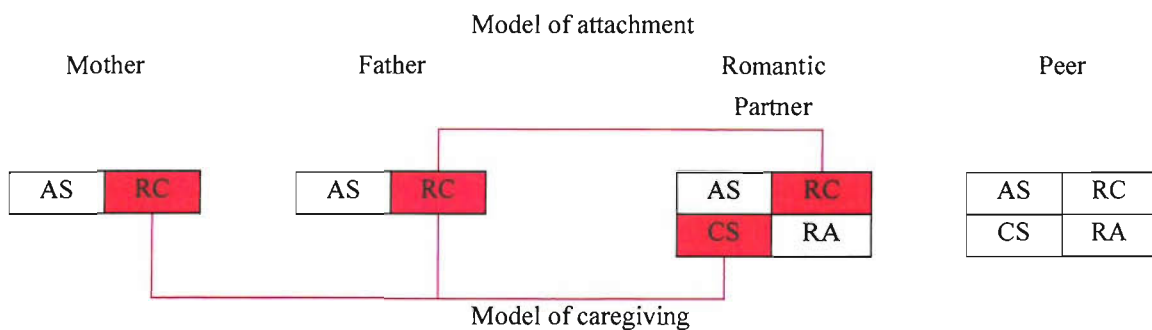 Model of attachment
Mother Father Romantic Peer
Partner
AS RC AS RC AS RC AS RC
CS RA CS RA
Model of caregiving